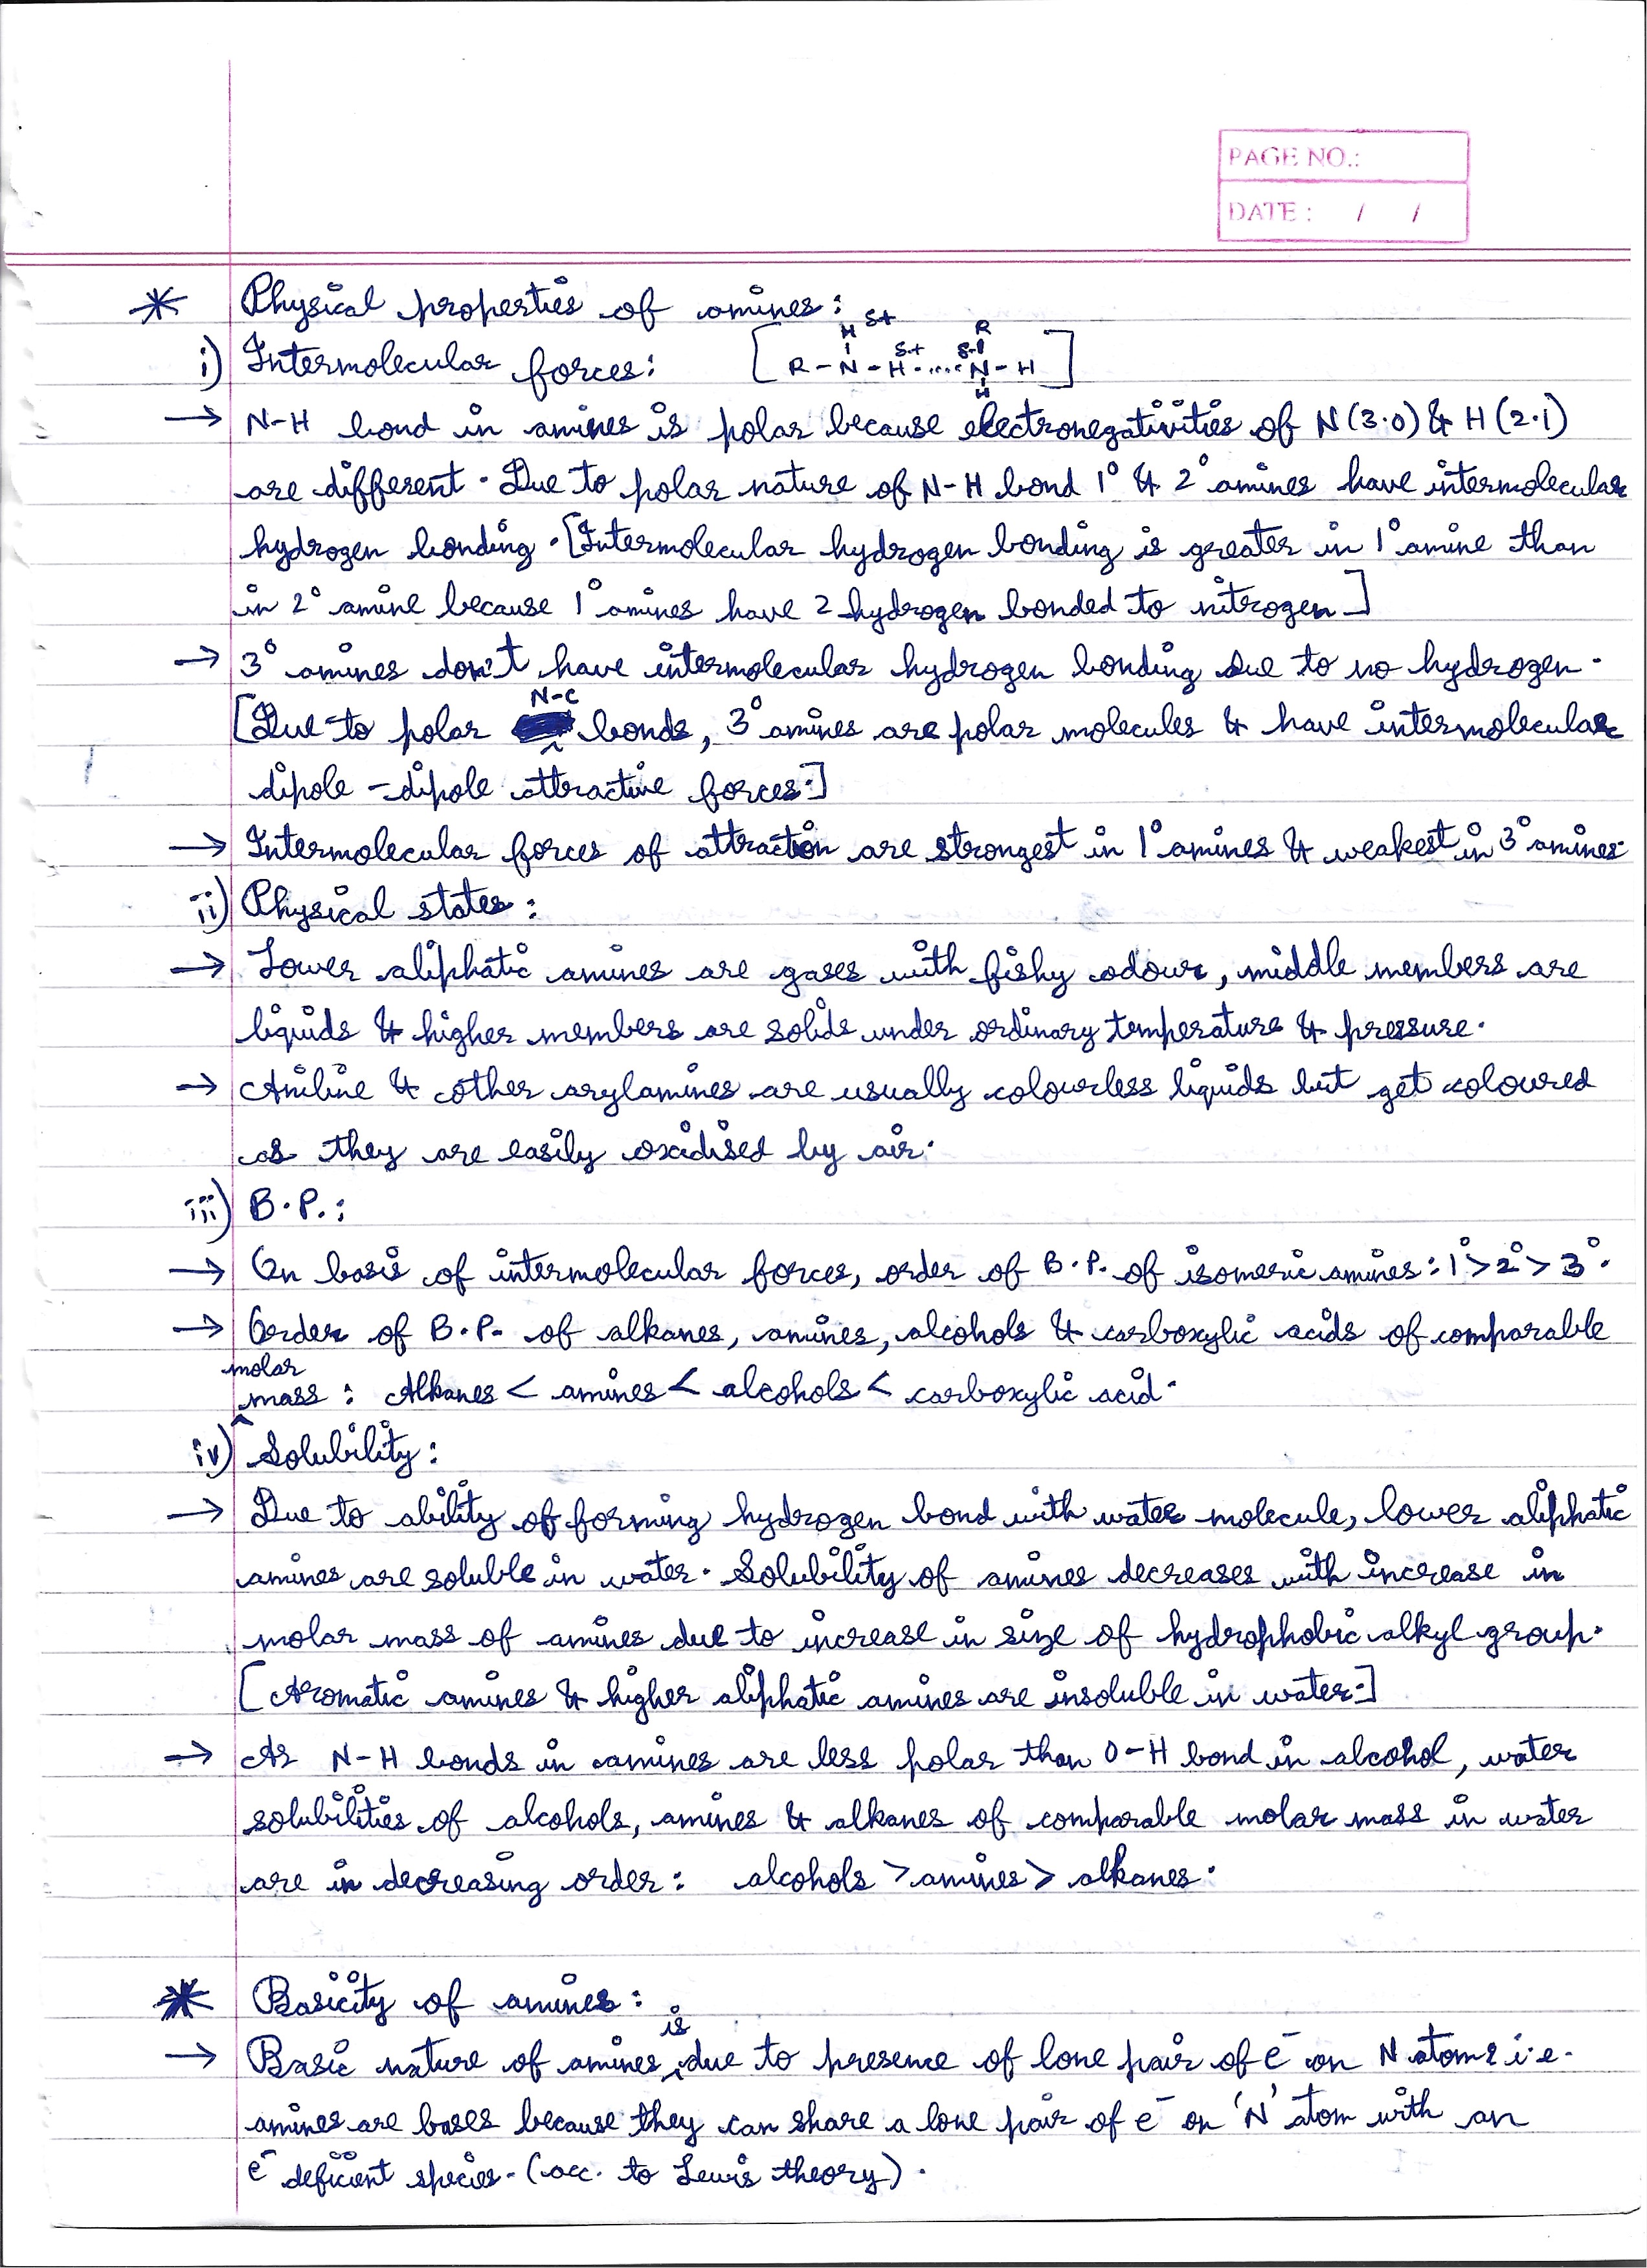 PAGE NO.:
DATE : / /
* Physical properties of amines:
i) Intermolecular forces: [R-N-H....N-H]
H δ+ R
δ+ δ-
H
→ N-H bond in amines is polar because electronegativities of N (3.0) & H (2.1)
are different. Due to polar nature of N-H bond 1° & 2° amines have intermolecular
hydrogen bonding. [Intermolecular hydrogen bonding is greater in 1° amine than
in 2° amine because 1° amines have 2 hydrogen bonded to nitrogen]
→ 3° amines don't have intermolecular hydrogen bonding due to no hydrogen.
[Due to polar N-C bonds, 3° amines are polar molecules & have intermolecular
dipole-dipole attractive forces.]
→ Intermolecular forces of attraction are strongest in 1° amines & weakest in 3° amines.
ii) Physical states:
→ Lower aliphatic amines are gases with fishy odour, middle members are
liquids & higher members are solids under ordinary temperature & pressure.
→ Aniline & other arylamines are usually colourless liquids but get coloured
as they are easily oxidised by air.
iii) B.P.:
→ On basis of intermolecular forces, order of B.P. of isomeric amines: 1°>2°>3°.
→ Order of B.P. of alkanes, amines, alcohols & carboxylic acids of comparable
molar mass: Alkanes < amines < alcohols < carboxylic acid.
iv) Solubility:
→ Due to ability of forming hydrogen bond with water molecule, lower aliphatic
amines are soluble in water. Solubility of amines decreases with increase in
molar mass of amines due to increase in size of hydrophobic alkyl group.
[Aromatic amines & higher aliphatic amines are insoluble in water.]
→ As N-H bonds in amines are less polar than O-H bond in alcohol, water
solubilities of alcohols, amines & alkanes of comparable molar mass in water
are in decreasing order: alcohols > amines > alkanes.
* Basicity of amines:
→ Basic nature of amines is due to presence of lone pair of e⁻ on N atom i.e.
amines are bases because they can share a lone pair of e⁻ on 'N' atom with an
e⁻ deficient species. (acc. to Lewis theory).